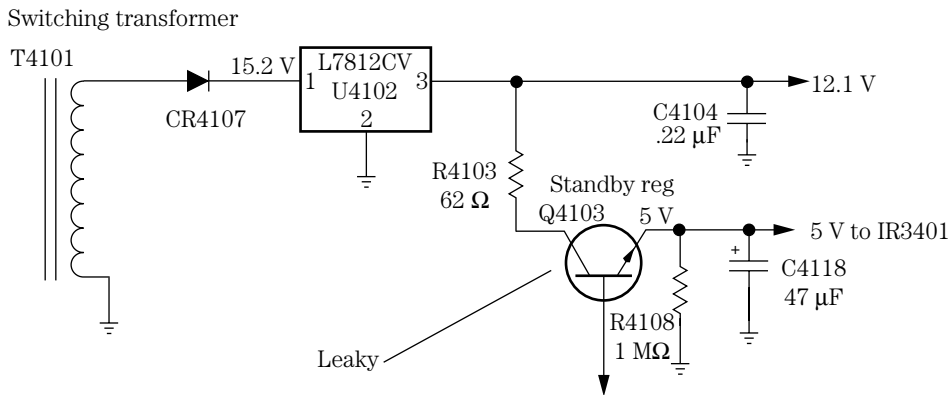 Switching transformer
T4101
CR4107
15.2 V
L7812CV
U4102
1
3
2
12.1 V
C4104
.22 µF
R4103
62 Ω
Standby reg
Q4103
5 V
5 V to IR3401
+
C4118
47 µF
R4108
1 MΩ
Leaky